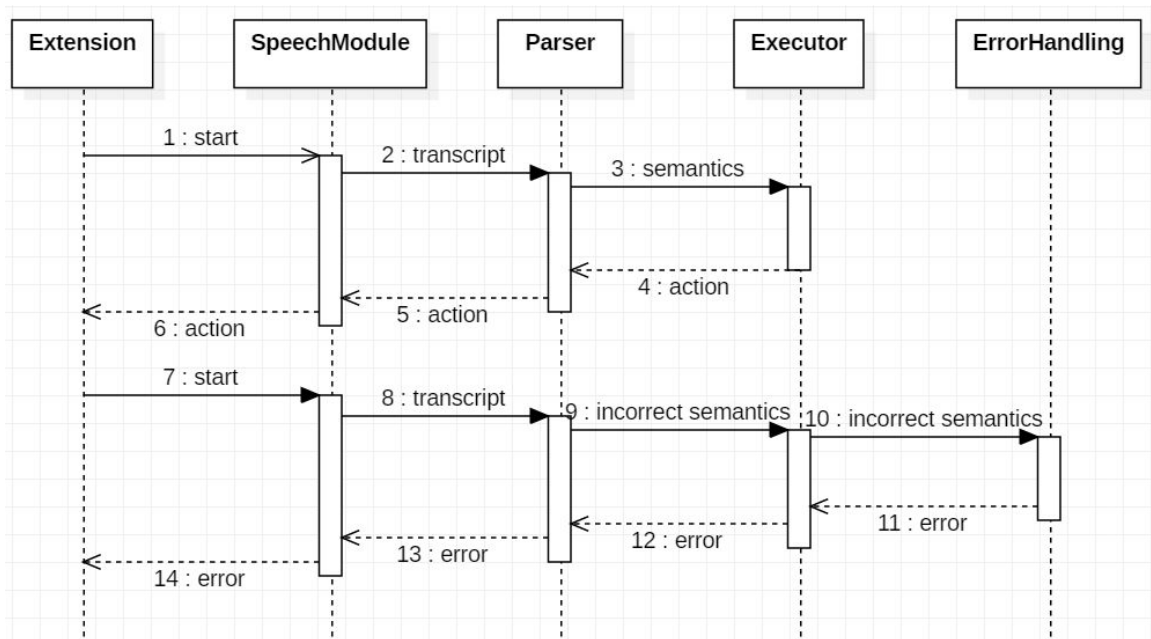 Extension
SpeechModule
Parser
Executor
ErrorHandling
1 : start
2 : transcript
3 : semantics
4 : action
5 : action
6 : action
7 : start
8 : transcript
9 : incorrect semantics
10 : incorrect semantics
11 : error
12 : error
13 : error
14 : error